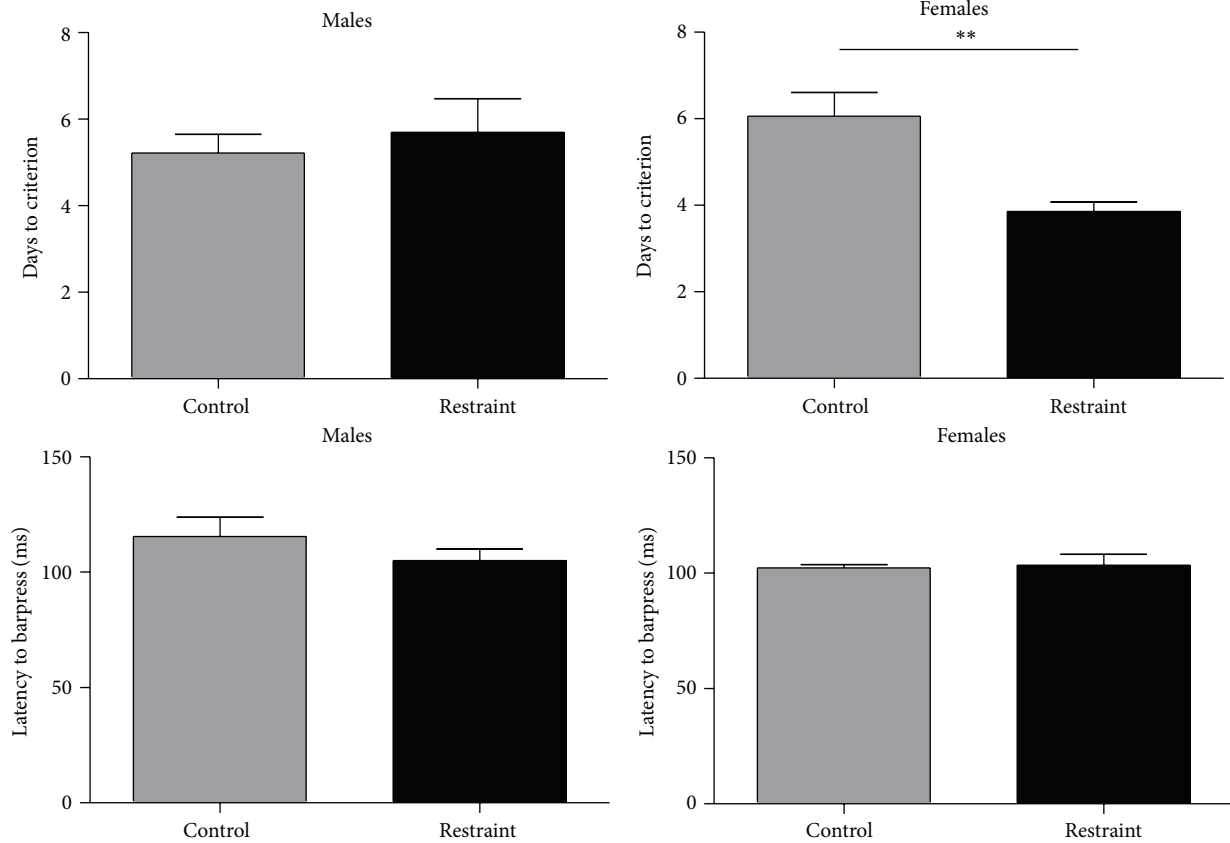 Males
8
6
4
2
0
Days to criterion
Control
Restraint
Females
**
8
6
4
2
0
Days to criterion
Control
Restraint
Males
150
100
50
0
Latency to barpress (ms)
Control
Restraint
Females
150
100
50
0
Latency to barpress (ms)
Control
Restraint